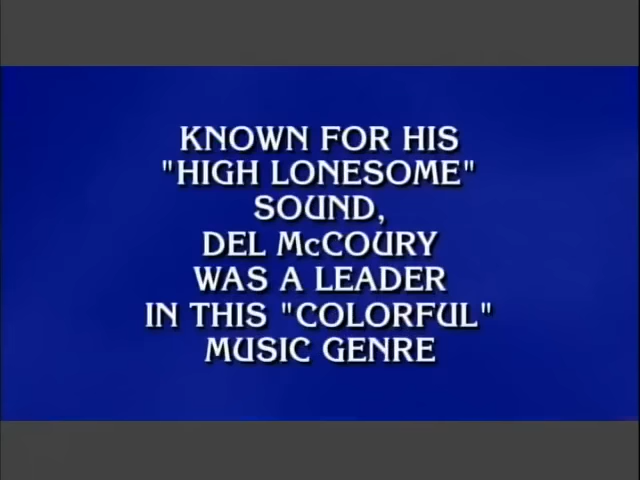 KNOWN FOR HIS
"HIGH LONESOME"
SOUND,
DEL McCOURY
WAS A LEADER
IN THIS "COLORFUL"
MUSIC GENRE